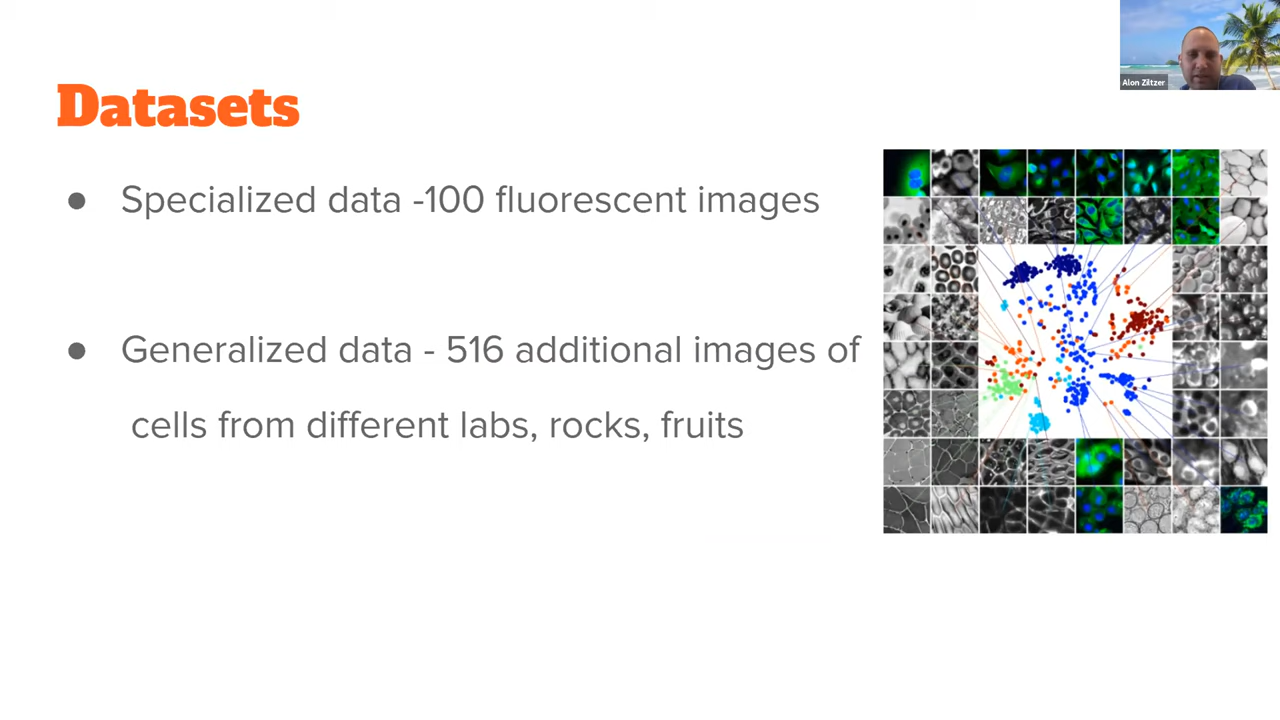 Datasets
● Specialized data -100 fluorescent images
● Generalized data - 516 additional images of
cells from different labs, rocks, fruits
Alon Ziltzer